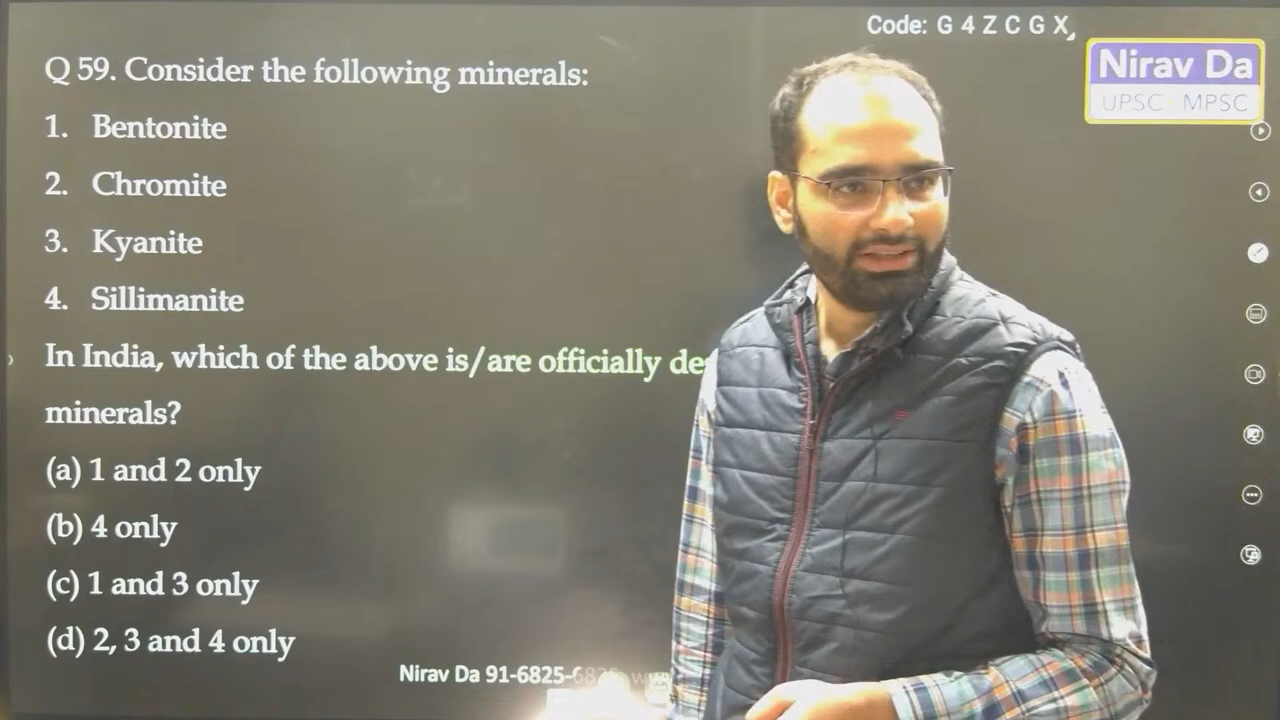 Code: G 4 Z C G X
Nirav Da
UPSC MPSC
Q 59. Consider the following minerals:
1. Bentonite
2. Chromite
3. Kyanite
4. Sillimanite
In India, which of the above is/are officially
minerals?
(a) 1 and 2 only
(b) 4 only
(c) 1 and 3 only
(d) 2, 3 and 4 only
Nirav Da 91-6825-